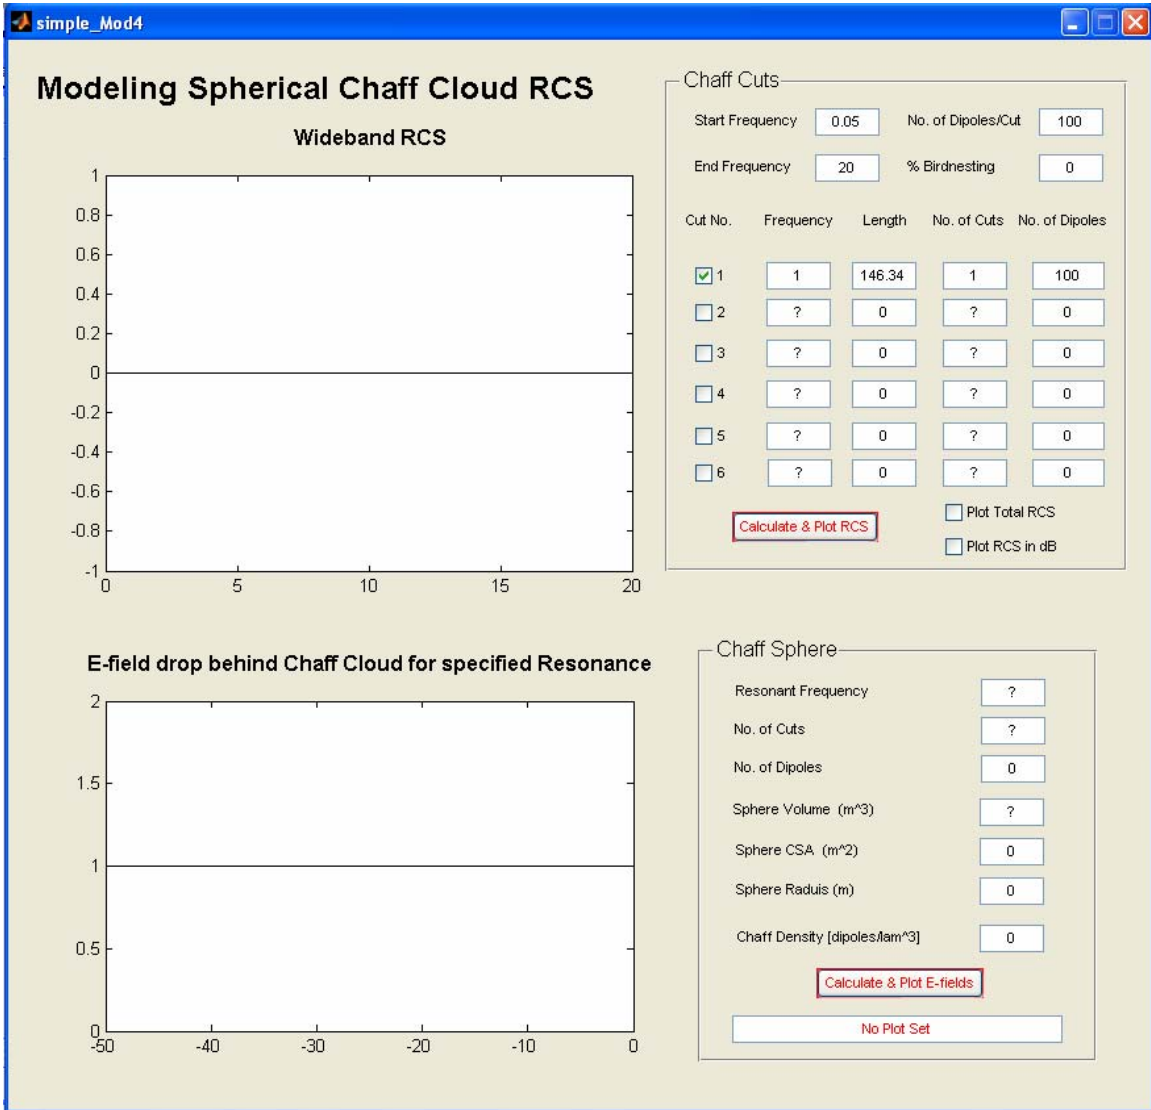 simple_Mod4
Modeling Spherical Chaff Cloud RCS
Wideband RCS
1
0.8
0.6
0.4
0.2
0
-0.2
-0.4
-0.6
-0.8
-1
0 5 10 15 20
Chaff Cuts
Start Frequency 0.05 No. of Dipoles/Cut 100
End Frequency 20 % Birdnesting 0
Cut No. Frequency Length No. of Cuts No. of Dipoles
1 1 146.34 1 100
2 ? 0 ? 0
3 ? 0 ? 0
4 ? 0 ? 0
5 ? 0 ? 0
6 ? 0 ? 0
Calculate & Plot RCS
Plot Total RCS
Plot RCS in dB
E-field drop behind Chaff Cloud for specified Resonance
2
1.5
1
0.5
0
-50 -40 -30 -20 -10 0
Chaff Sphere
Resonant Frequency ?
No. of Cuts ?
No. of Dipoles 0
Sphere Volume (m^3) ?
Sphere CSA (m^2) 0
Sphere Raduis (m) 0
Chaff Density [dipoles/lam^3] 0
Calculate & Plot E-fields
No Plot Set